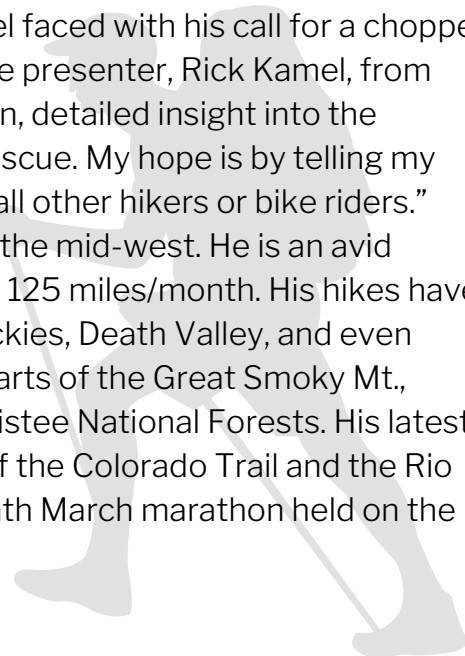 el faced with his call for a choppe
e presenter, Rick Kamel, from
n, detailed insight into the
scue. My hope is by telling my
all other hikers or bike riders.”
the mid-west. He is an avid
125 miles/month. His hikes have
ckies, Death Valley, and even
arts of the Great Smoky Mt.,
istee National Forests. His latest
f the Colorado Trail and the Rio
th March marathon held on the